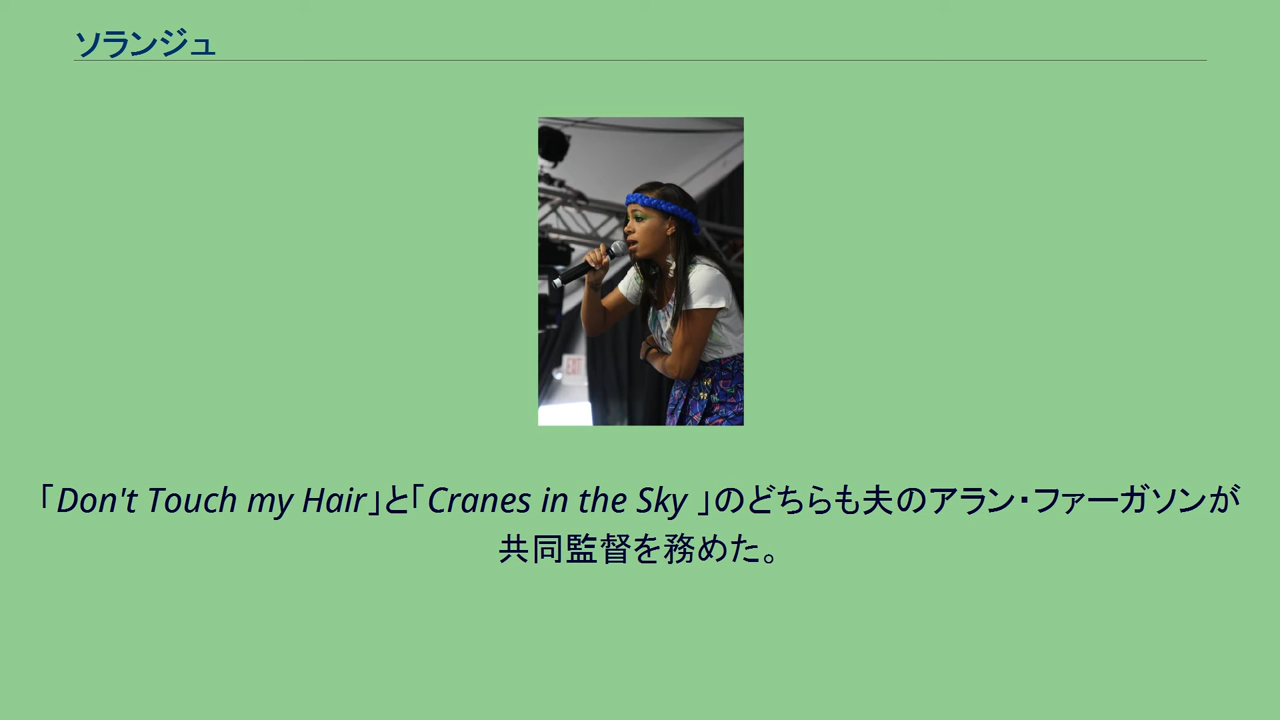 ソランジュ
EXIT
「Don't Touch my Hair」と「Cranes in the Sky 」のどちらも夫のアラン・ファーガソンが
共同監督を務めた。